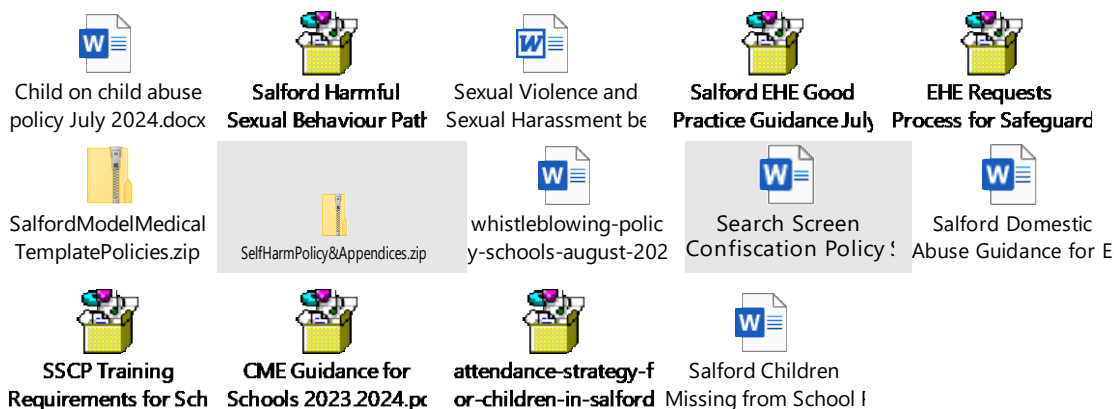 Child on child abuse
policy July 2024.docx
Salford Harmful
Sexual Behaviour Path
Sexual Violence and
Sexual Harassment be
Salford EHE Good
Practice Guidance July
EHE Requests
Process for Safeguard
SalfordModelMedical
TemplatePolicies.zip
SelfHarmPolicy&Appendices.zip
whistleblowing-polic
y-schools-august-202
Search Screen
Confiscation Policy S
Salford Domestic
Abuse Guidance for E
SSCP Training
Requirements for Sch
CME Guidance for
Schools 2023.2024.pd
attendance-strategy-f
or-children-in-salford
Salford Children
Missing from School P